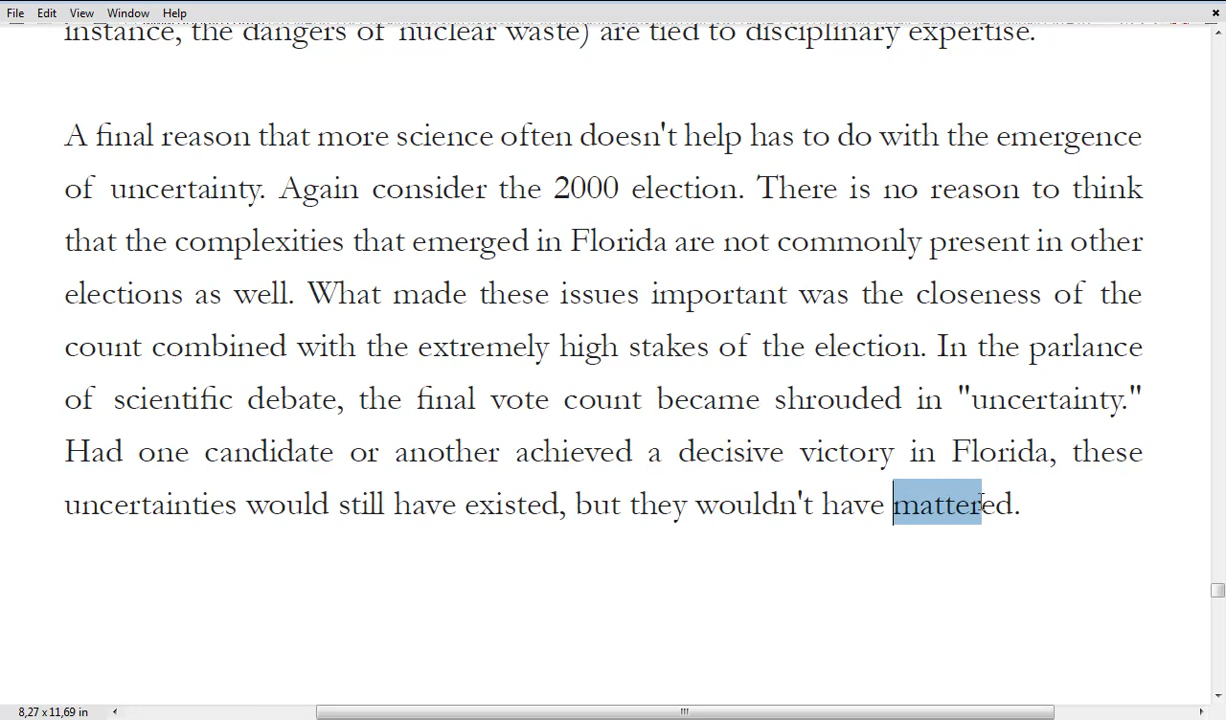 File Edit View Window Help
instance, the dangers of nuclear waste) are tied to disciplinary expertise.
A final reason that more science often doesn't help has to do with the emergence
of uncertainty. Again consider the 2000 election. There is no reason to think
that the complexities that emerged in Florida are not commonly present in other
elections as well. What made these issues important was the closeness of the
count combined with the extremely high stakes of the election. In the parlance
of scientific debate, the final vote count became shrouded in "uncertainty."
Had one candidate or another achieved a decisive victory in Florida, these
uncertainties would still have existed, but they wouldn't have mattered.
8,27 x 11,69 in